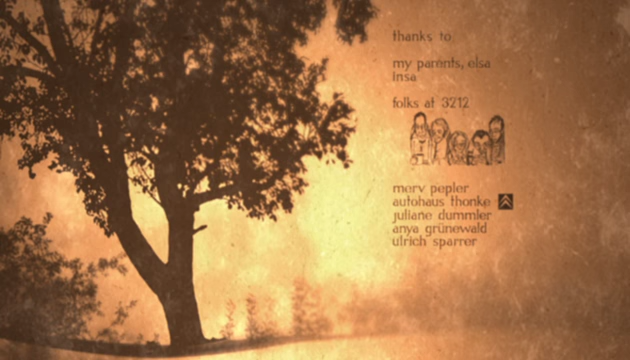 thanks to
my parents, elsa
insa
folks at 3212
merv pepler
autohaus thonke
juliane dummler
anya grünewald
ulrich sparrer